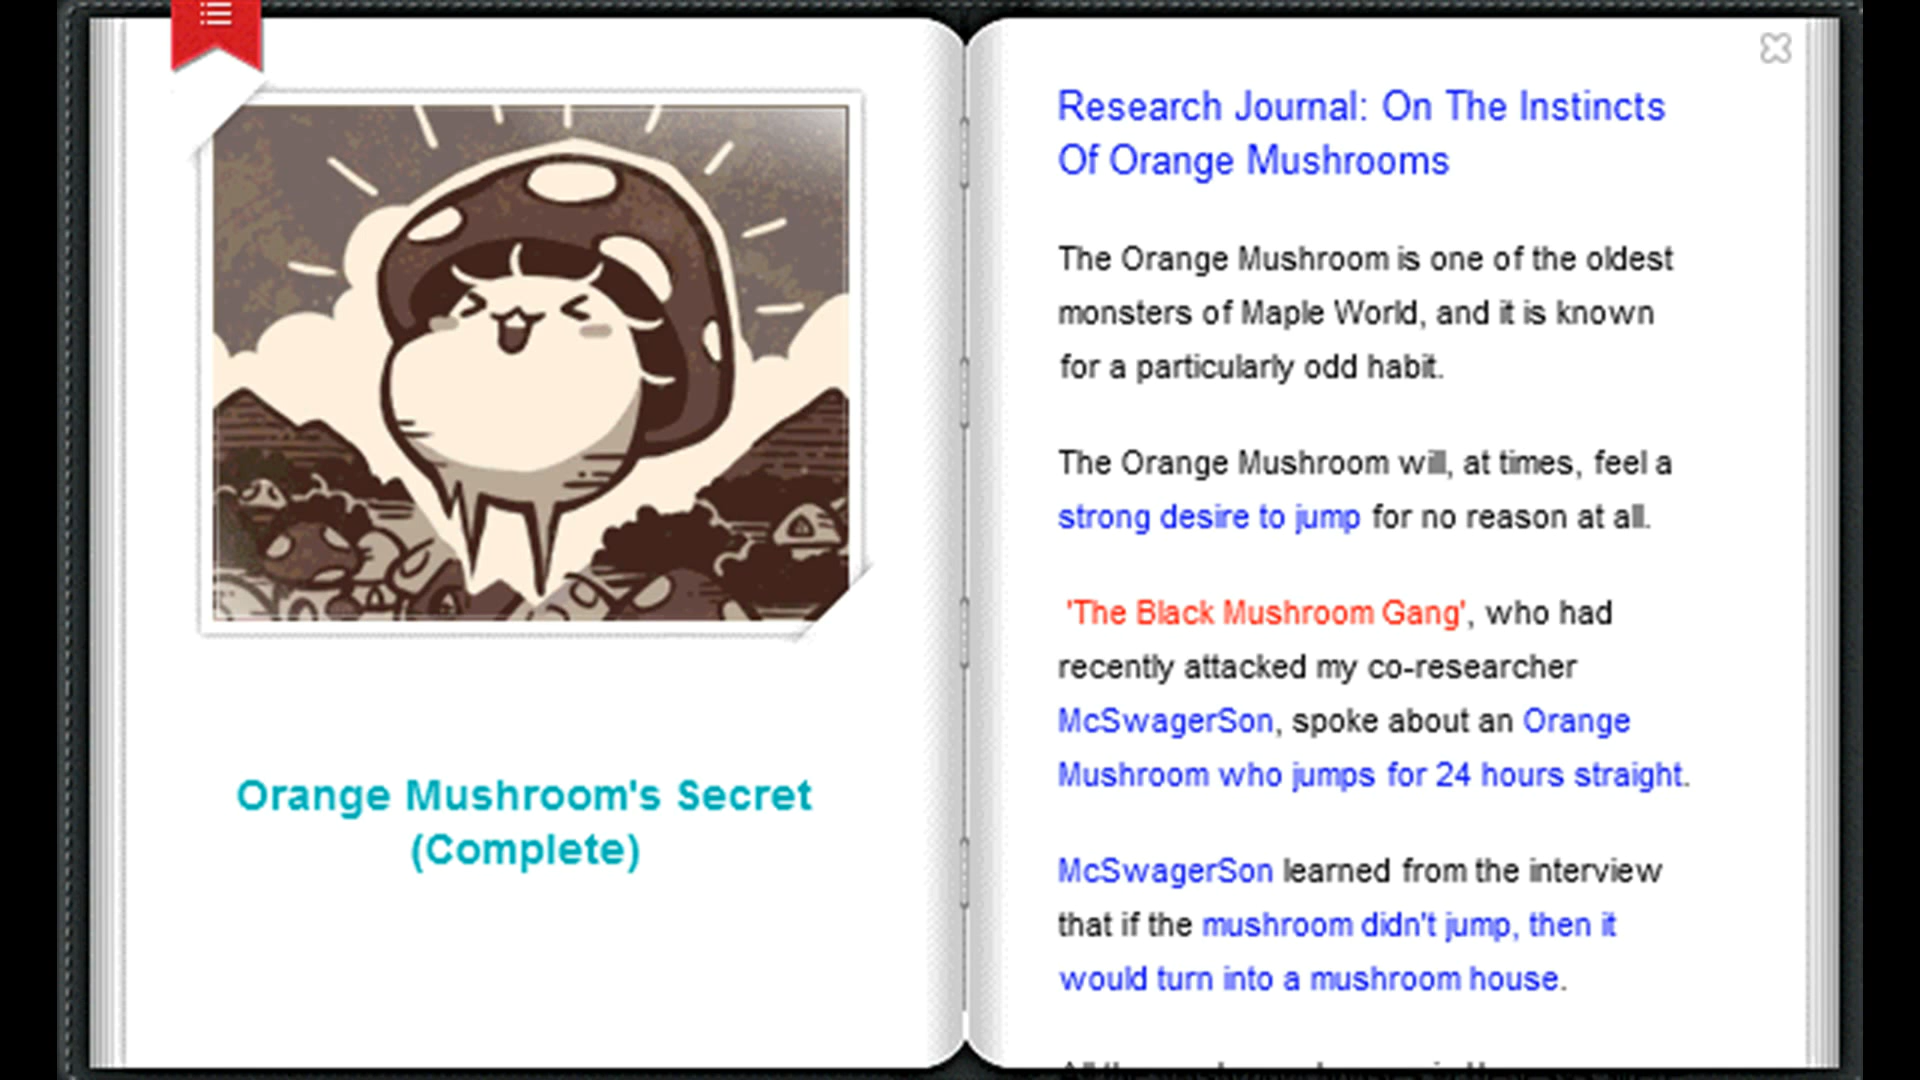 Orange Mushroom's Secret
(Complete)
Research Journal: On The Instincts
Of Orange Mushrooms
The Orange Mushroom is one of the oldest
monsters of Maple World, and it is known
for a particularly odd habit.
The Orange Mushroom will, at times, feel a
strong desire to jump for no reason at all.
'The Black Mushroom Gang', who had
recently attacked my co-researcher
McSwagerSon, spoke about an Orange
Mushroom who jumps for 24 hours straight.
McSwagerSon learned from the interview
that if the mushroom didn't jump, then it
would turn into a mushroom house.